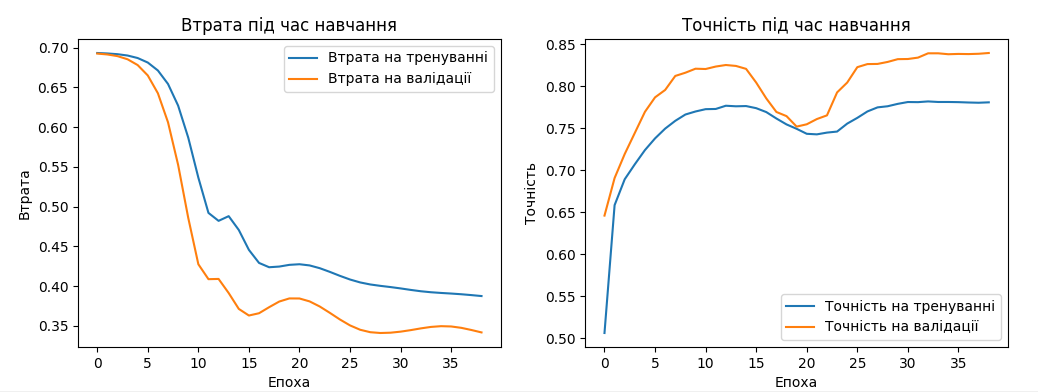 Втрата під час навчання
0.70
0.65
0.60
0.55
0.50
0.45
0.40
0.35
Втрата
Втрата на тренуванні
Втрата на валідації
0 5 10 15 20 25 30 35
Епоха
Точність під час навчання
0.85
0.80
0.75
0.70
0.65
0.60
0.55
0.50
Точність
Точність на тренуванні
Точність на валідації
0 5 10 15 20 25 30 35
Епоха